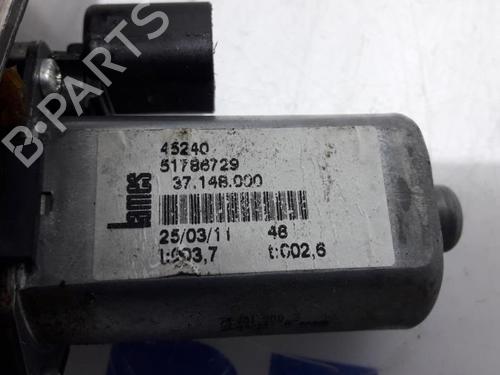 B-PARTS
45240
51786729
37.148.000
Lames
25/03/11 48
t:003,7 t:002,6